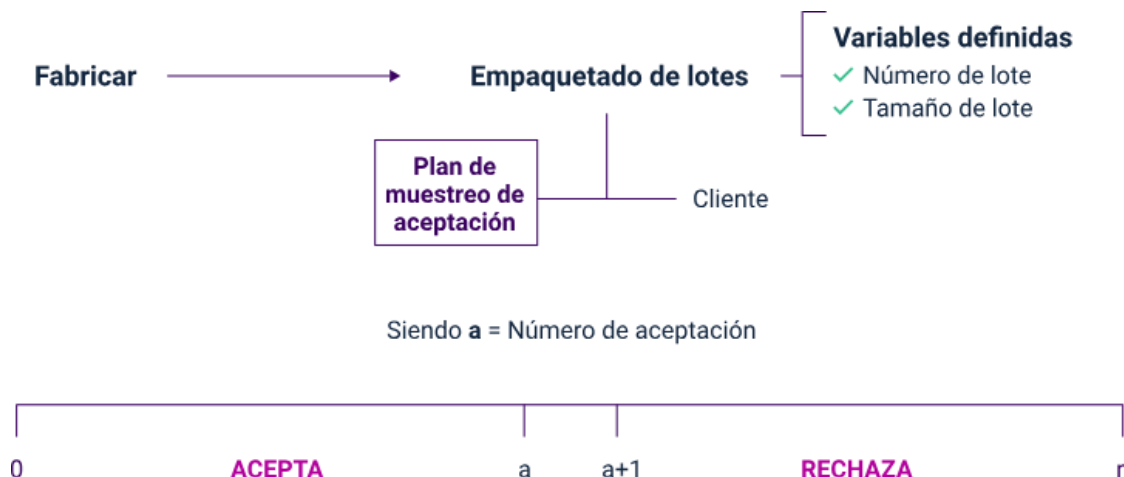 Fabricar
Empaquetado de lotes
Variables definidas
Número de lote
Tamaño de lote
Plan de
muestreo de
aceptación
Cliente
Siendo a = Número de aceptación
0 ACEPTA a a+1 RECHAZA r